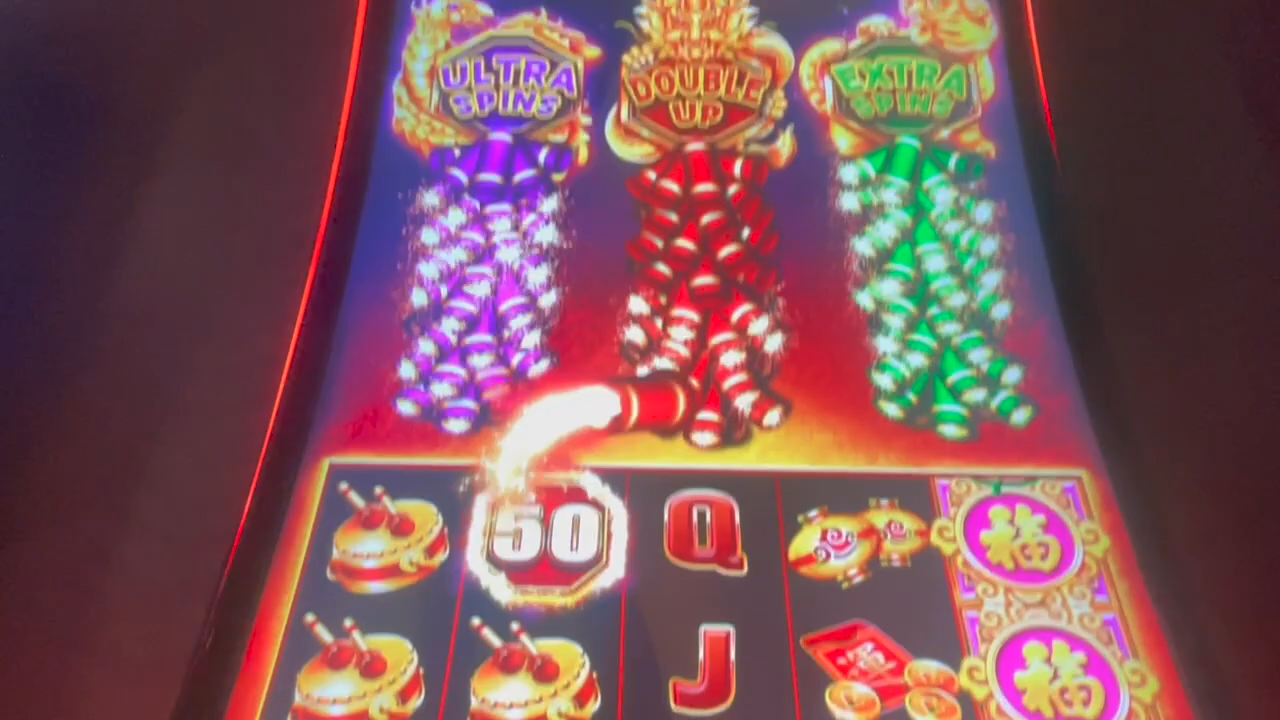 ULTRA
SPINS
DOUBLE
UP
EXTRA
SPINS
50
Q
福
J
福